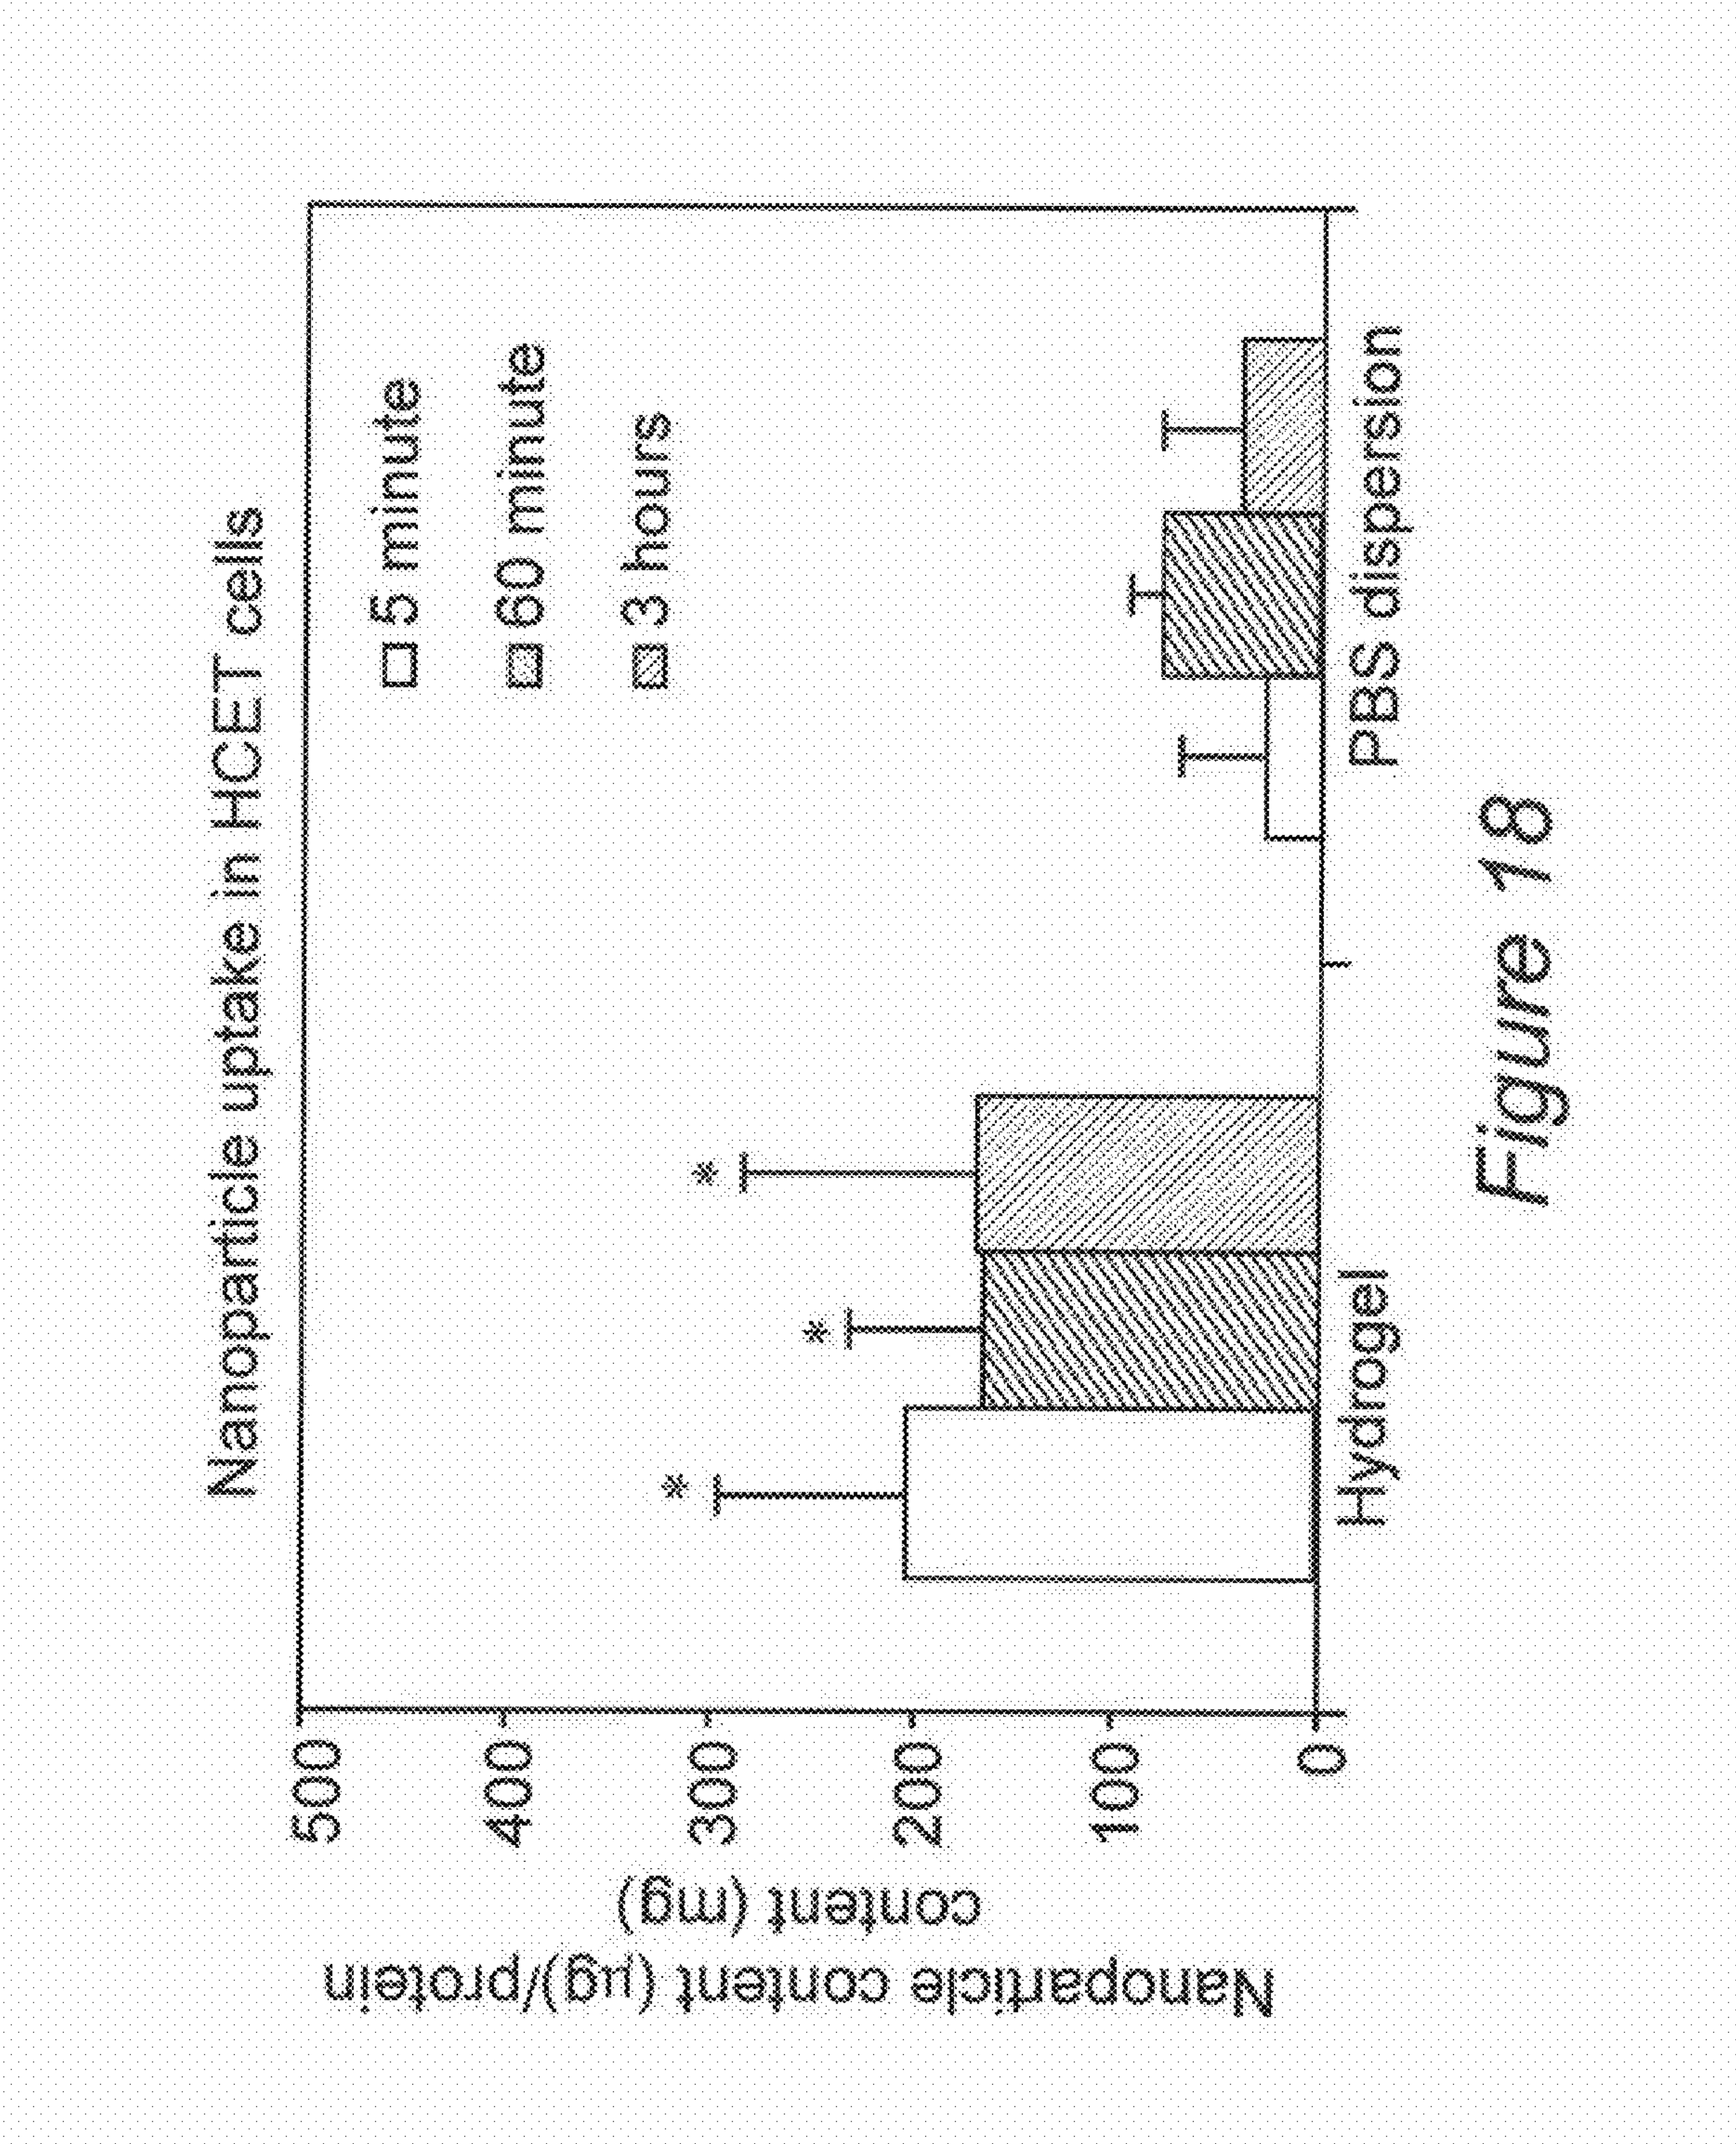 Nanoparticle uptake in HCET cells
Nanoparticle content (µg)/protein
content (mg)
500
400
300
200
100
0
5 minute
60 minute
3 hours
*
*
*
Hydrogel
PBS dispersion
Figure 18